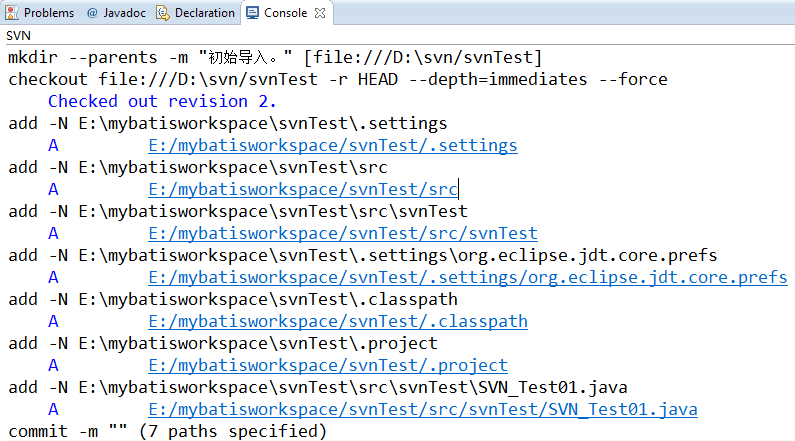 Problems @ Javadoc Declaration Console
SVN
mkdir --parents -m "初始导入。" [file:///D:\svn/svnTest]
checkout file:///D:\svn/svnTest -r HEAD --depth=immediates --force
Checked out revision 2.
add -N E:\mybatisworkspace\svnTest\.settings
A E:/mybatisworkspace/svnTest/.settings
add -N E:\mybatisworkspace\svnTest\src
A E:/mybatisworkspace/svnTest/src
add -N E:\mybatisworkspace\svnTest\src\svnTest
A E:/mybatisworkspace/svnTest/src/svnTest
add -N E:\mybatisworkspace\svnTest\.settings\org.eclipse.jdt.core.prefs
A E:/mybatisworkspace/svnTest/.settings/org.eclipse.jdt.core.prefs
add -N E:\mybatisworkspace\svnTest\.classpath
A E:/mybatisworkspace/svnTest/.classpath
add -N E:\mybatisworkspace\svnTest\.project
A E:/mybatisworkspace/svnTest/.project
add -N E:\mybatisworkspace\svnTest\src\svnTest\SVN_Test01.java
A E:/mybatisworkspace/svnTest/src/svnTest/SVN_Test01.java
commit -m "" (7 paths specified)